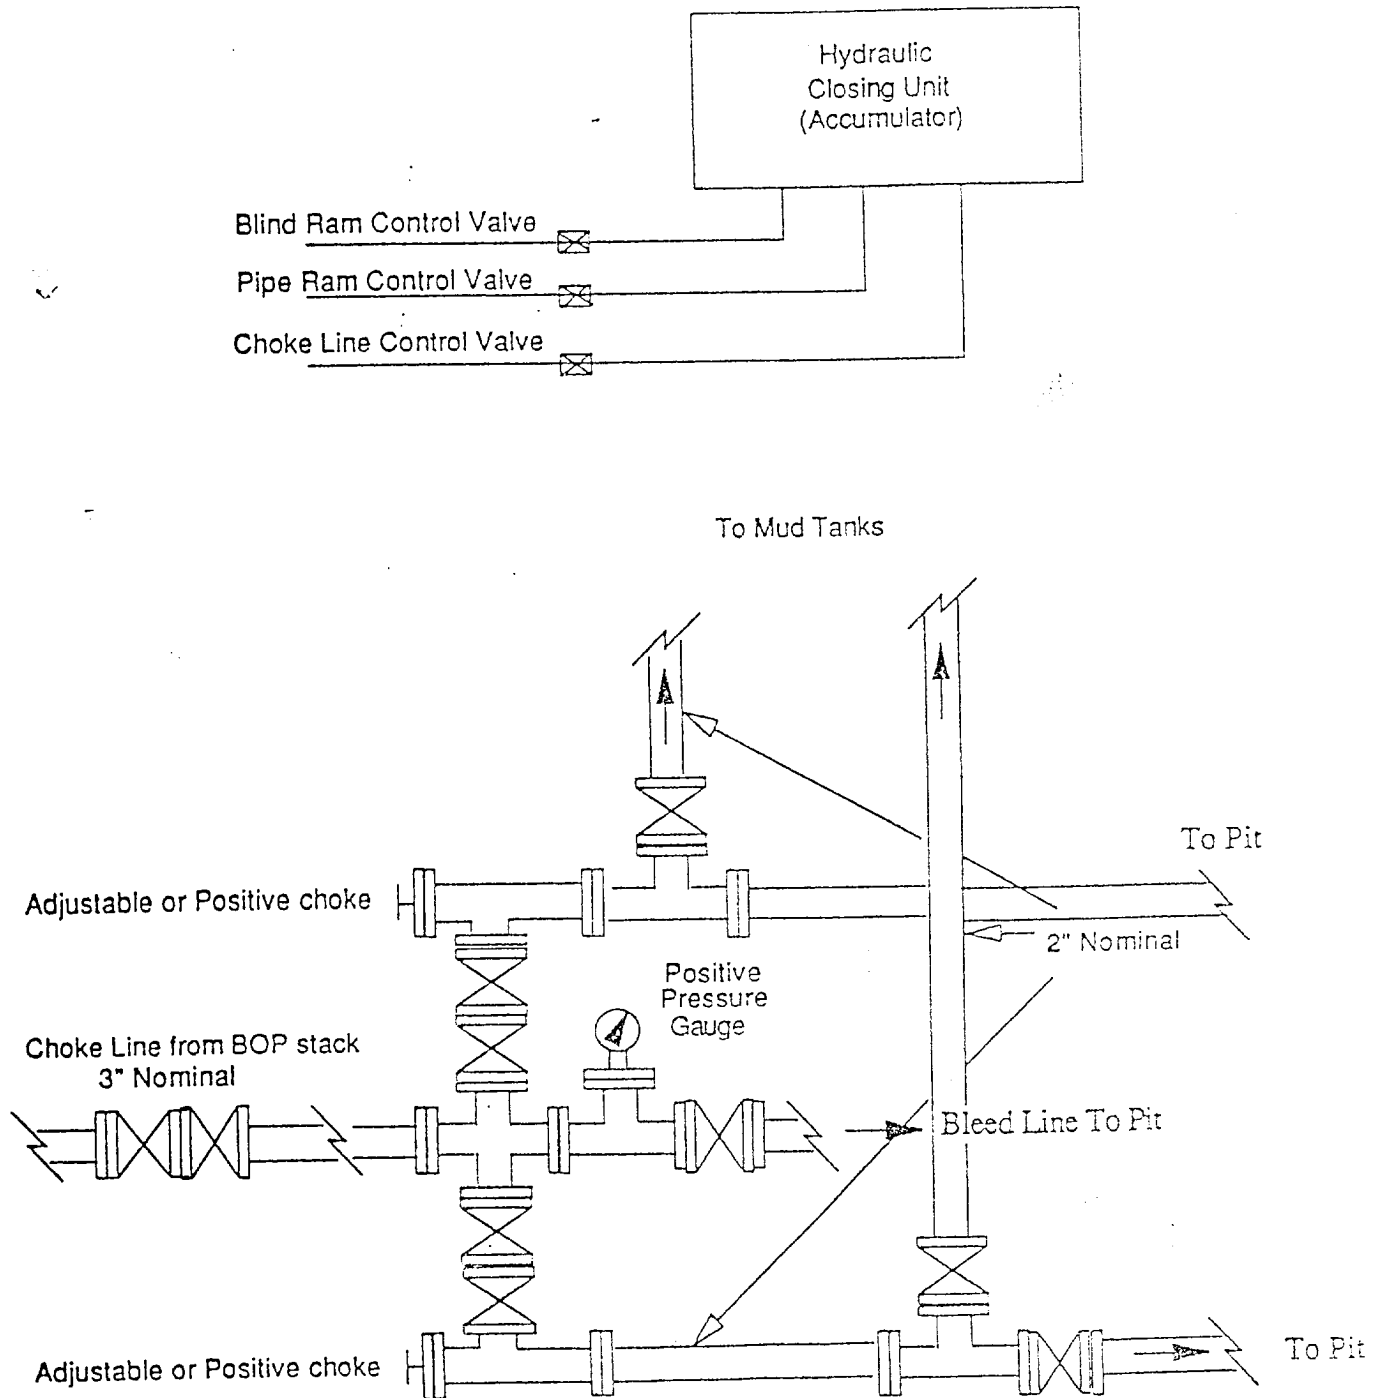 Hydraulic
Closing Unit
(Accumulator)
Blind Ram Control Valve
Pipe Ram Control Valve
Choke Line Control Valve
To Mud Tanks
To Pit
Adjustable or Positive choke
2" Nominal
Positive
Pressure
Gauge
Choke Line from BOP stack
3" Nominal
Bleed Line To Pit
To Pit
Adjustable or Positive choke